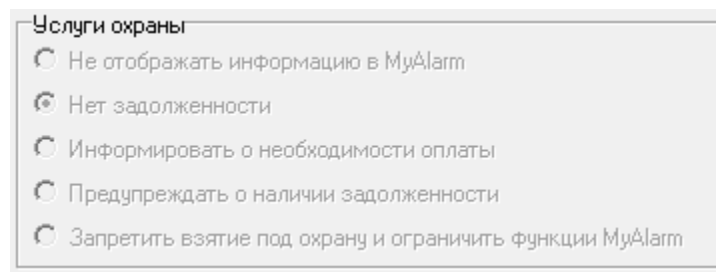 Услуги охраны
Не отображать информацию в MyAlarm
Нет задолженности
Информировать о необходимости оплаты
Предупреждать о наличии задолженности
Запретить взятие под охрану и ограничить функции MyAlarm